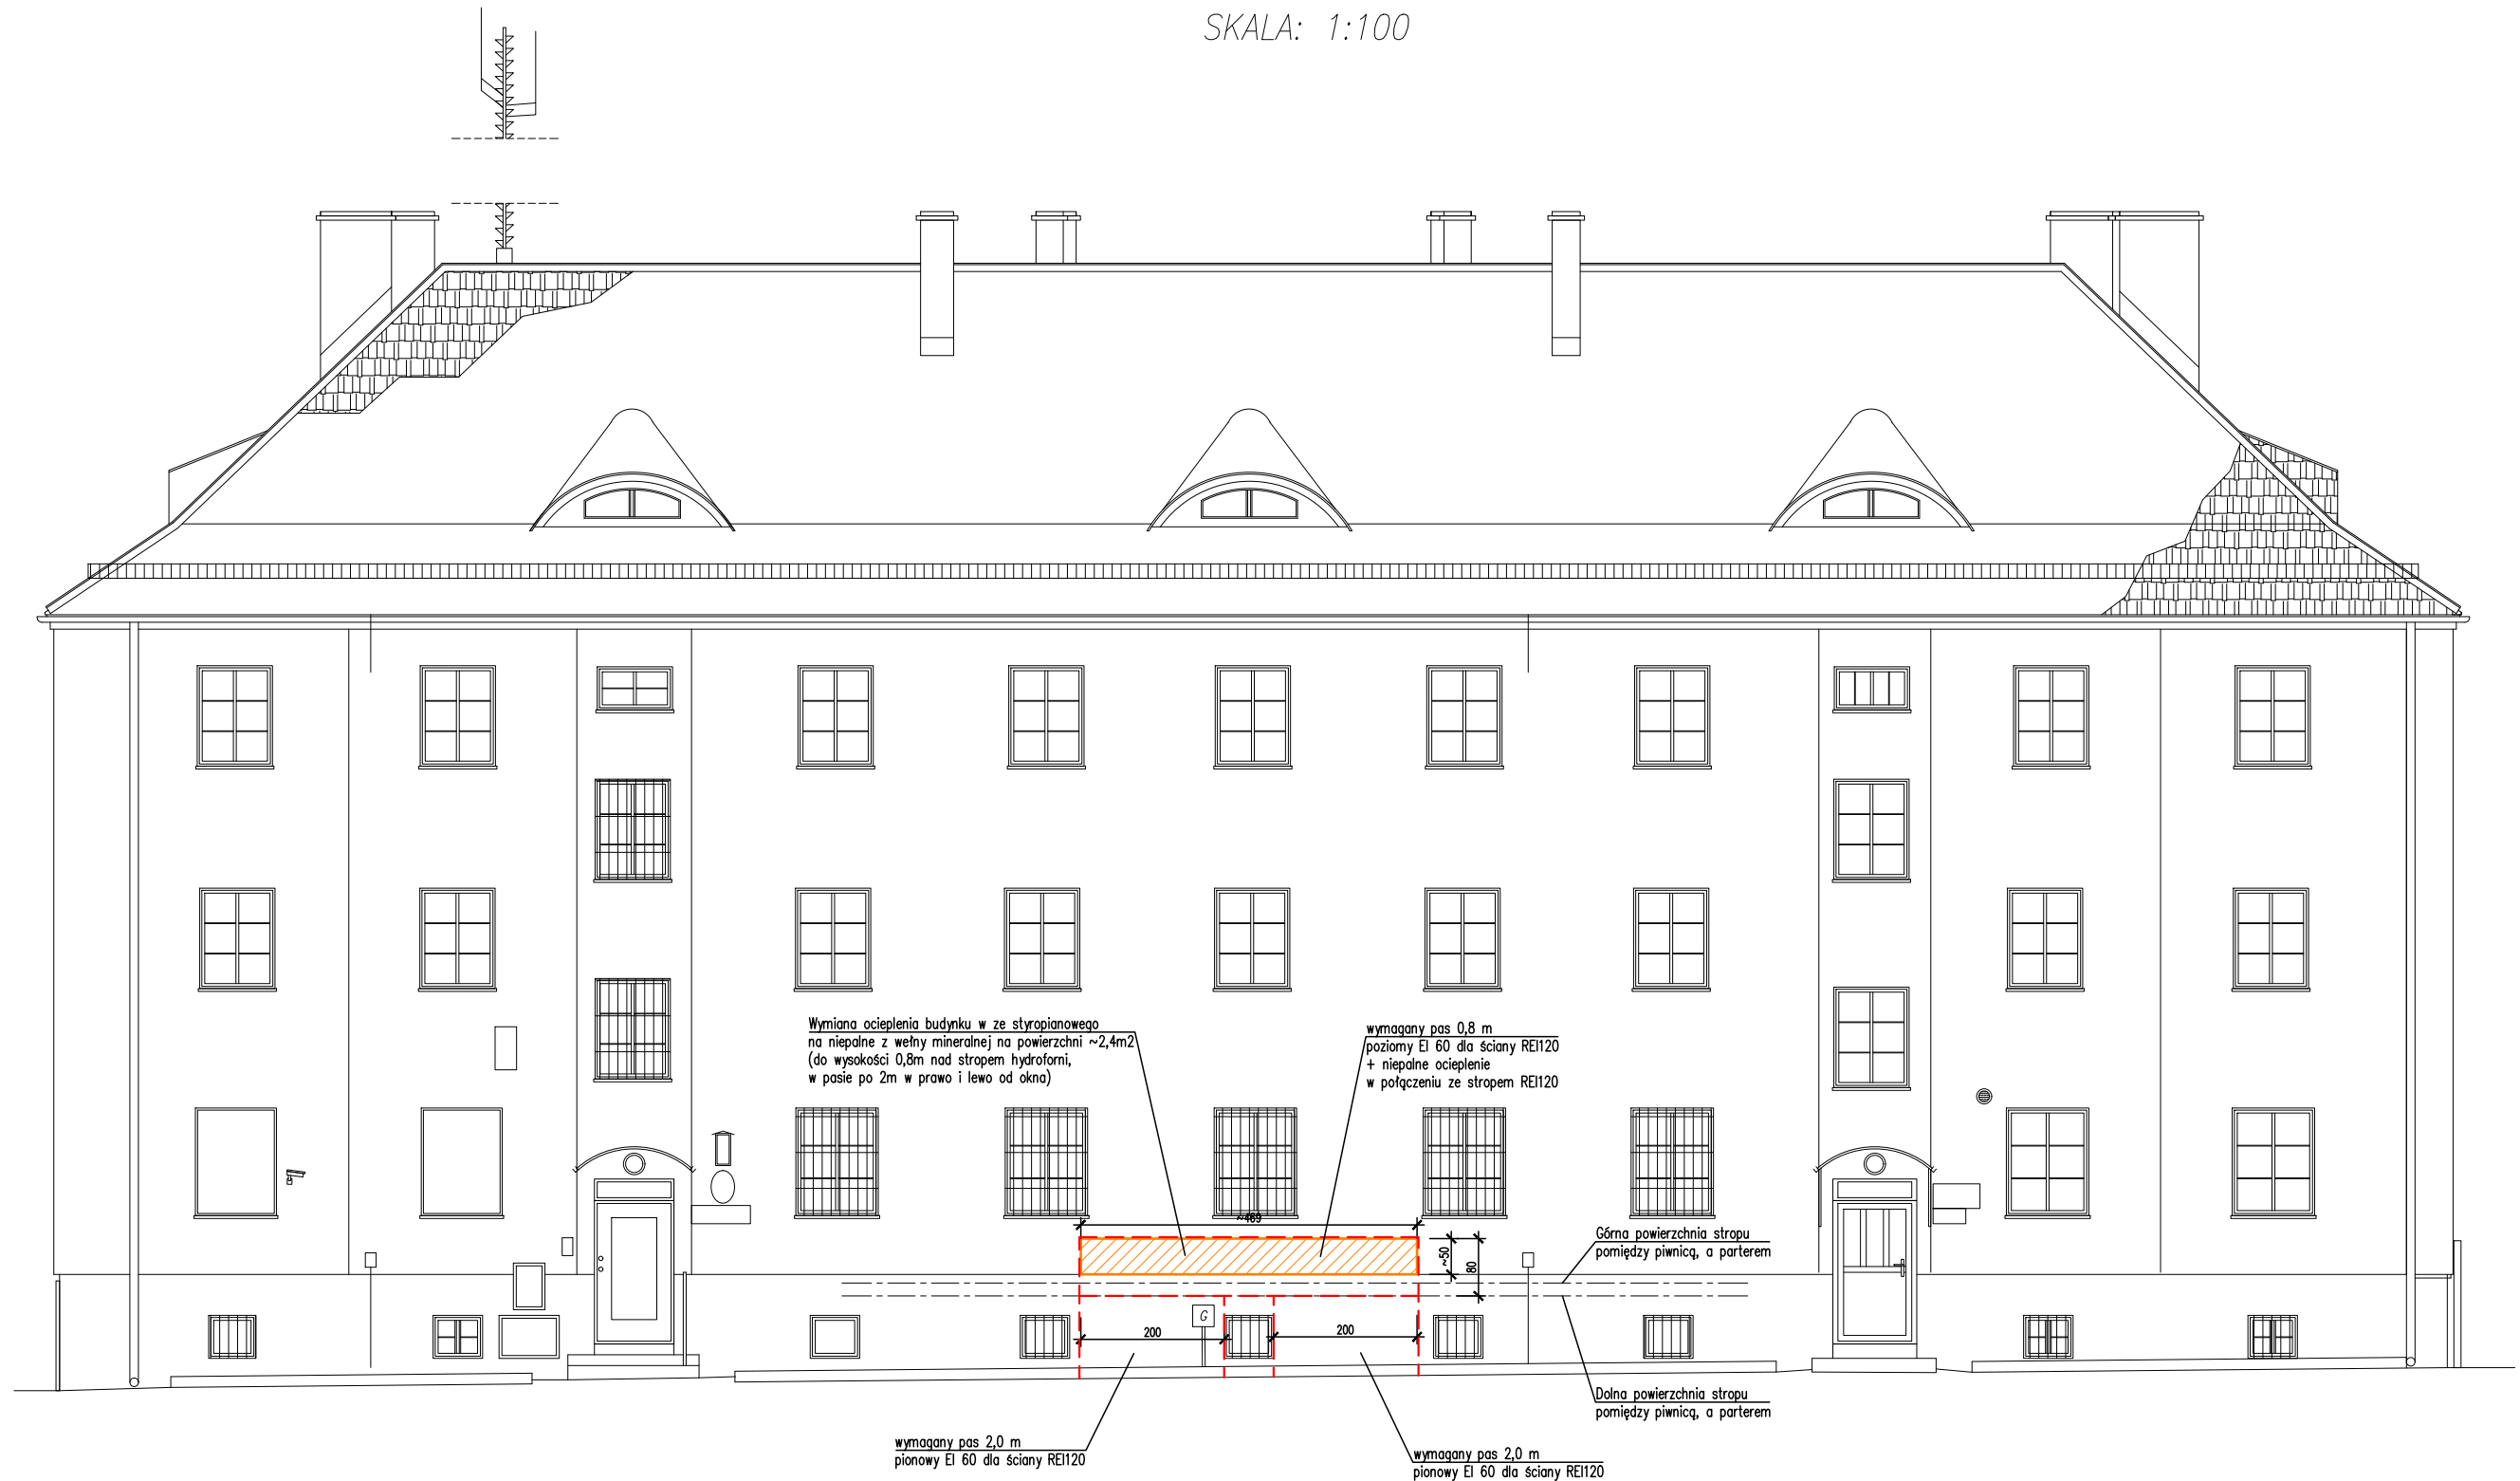 SKALA: 1:100
Wymiana ocieplenia budynku w ze styropianowego
na niepalne z wełny mineralnej na powierzchni ~2,4m2
(do wysokości 0,8m nad stropem hydroforni,
w pasie po 2m w prawo i lewo od okna)
wymagany pas 0,8 m
poziomy EI 60 dla ściany REI120
+ niepalne ocieplenie
w połączeniu ze stropem REI120
~469
~50
80
Górna powierzchnia stropu
pomiędzy piwnicą, a parterem
G
200
200
Dolna powierzchnia stropu
pomiędzy piwnicą, a parterem
wymagany pas 2,0 m
pionowy EI 60 dla ściany REI120
wymagany pas 2,0 m
pionowy EI 60 dla ściany REI120